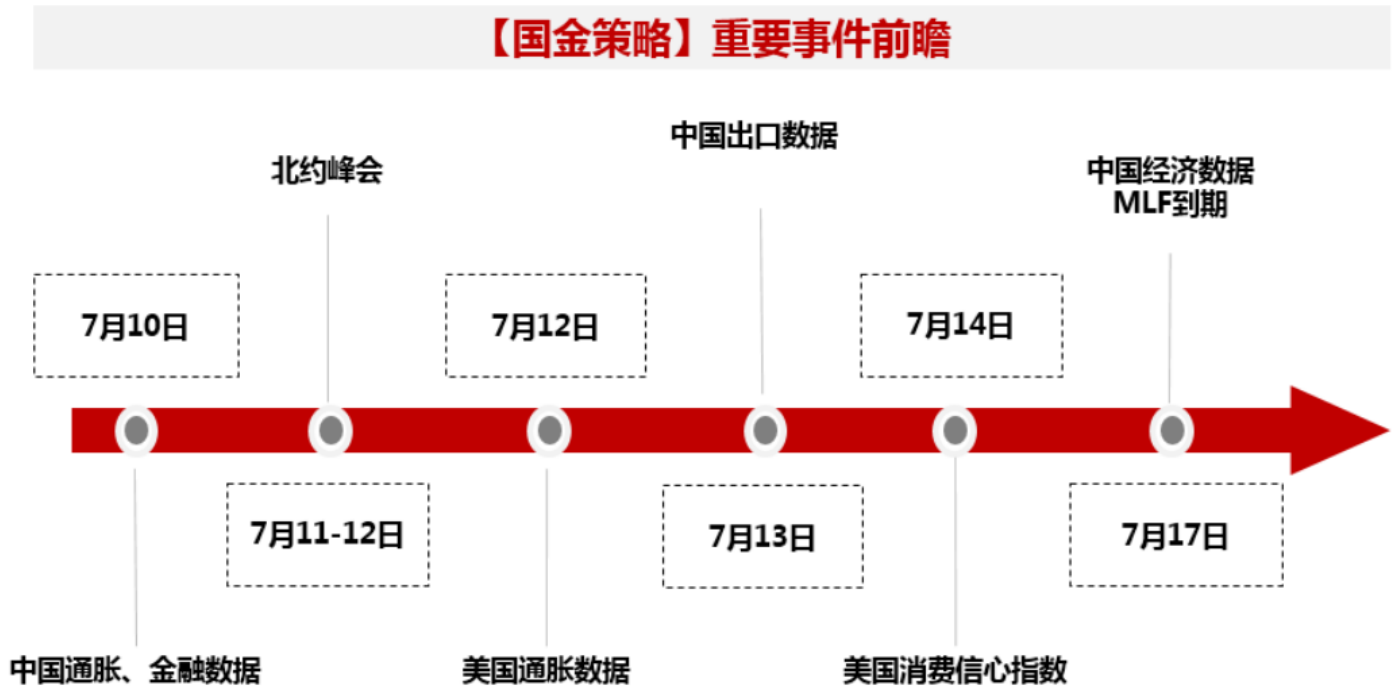 【国金策略】重要事件前瞻
中国出口数据
北约峰会
中国经济数据
MLF到期
7月10日
7月12日
7月14日
7月11-12日
7月13日
7月17日
中国通胀、金融数据
美国通胀数据
美国消费信心指数